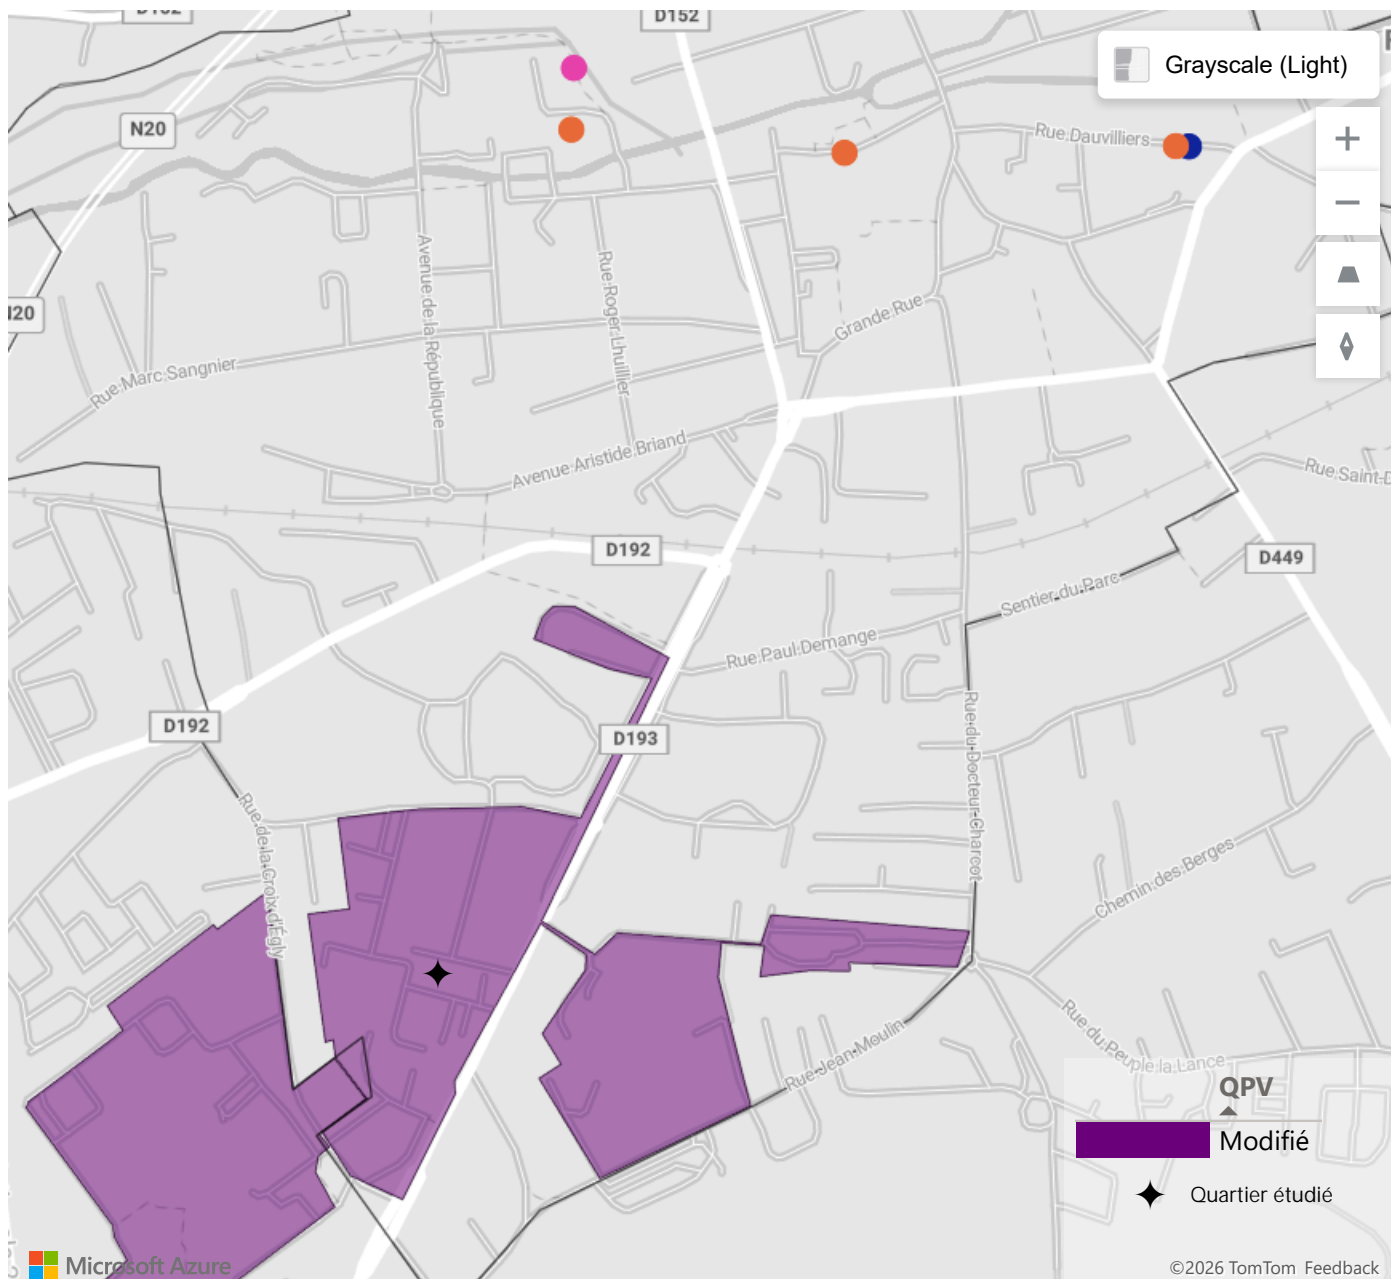 D152
Grayscale (Light)
N20
Rue Dauvilliers
Avenue de la République
Rue Roger Lhuillier
Grande Rue
Rue Marc Sangnier
Avenue Aristide Briand
Rue Saint-D
D192
D449
Sentier du Parc
Rue Paul Demange
D192
D193
Rue du Docteur Charcot
Rue de la Croix d'Égly
Chemin des Berges
Rue Jean Moulin
Rue du Peuple la Lance
QPV
Modifié
Quartier étudié
Microsoft Azure
©2026 TomTom Feedback